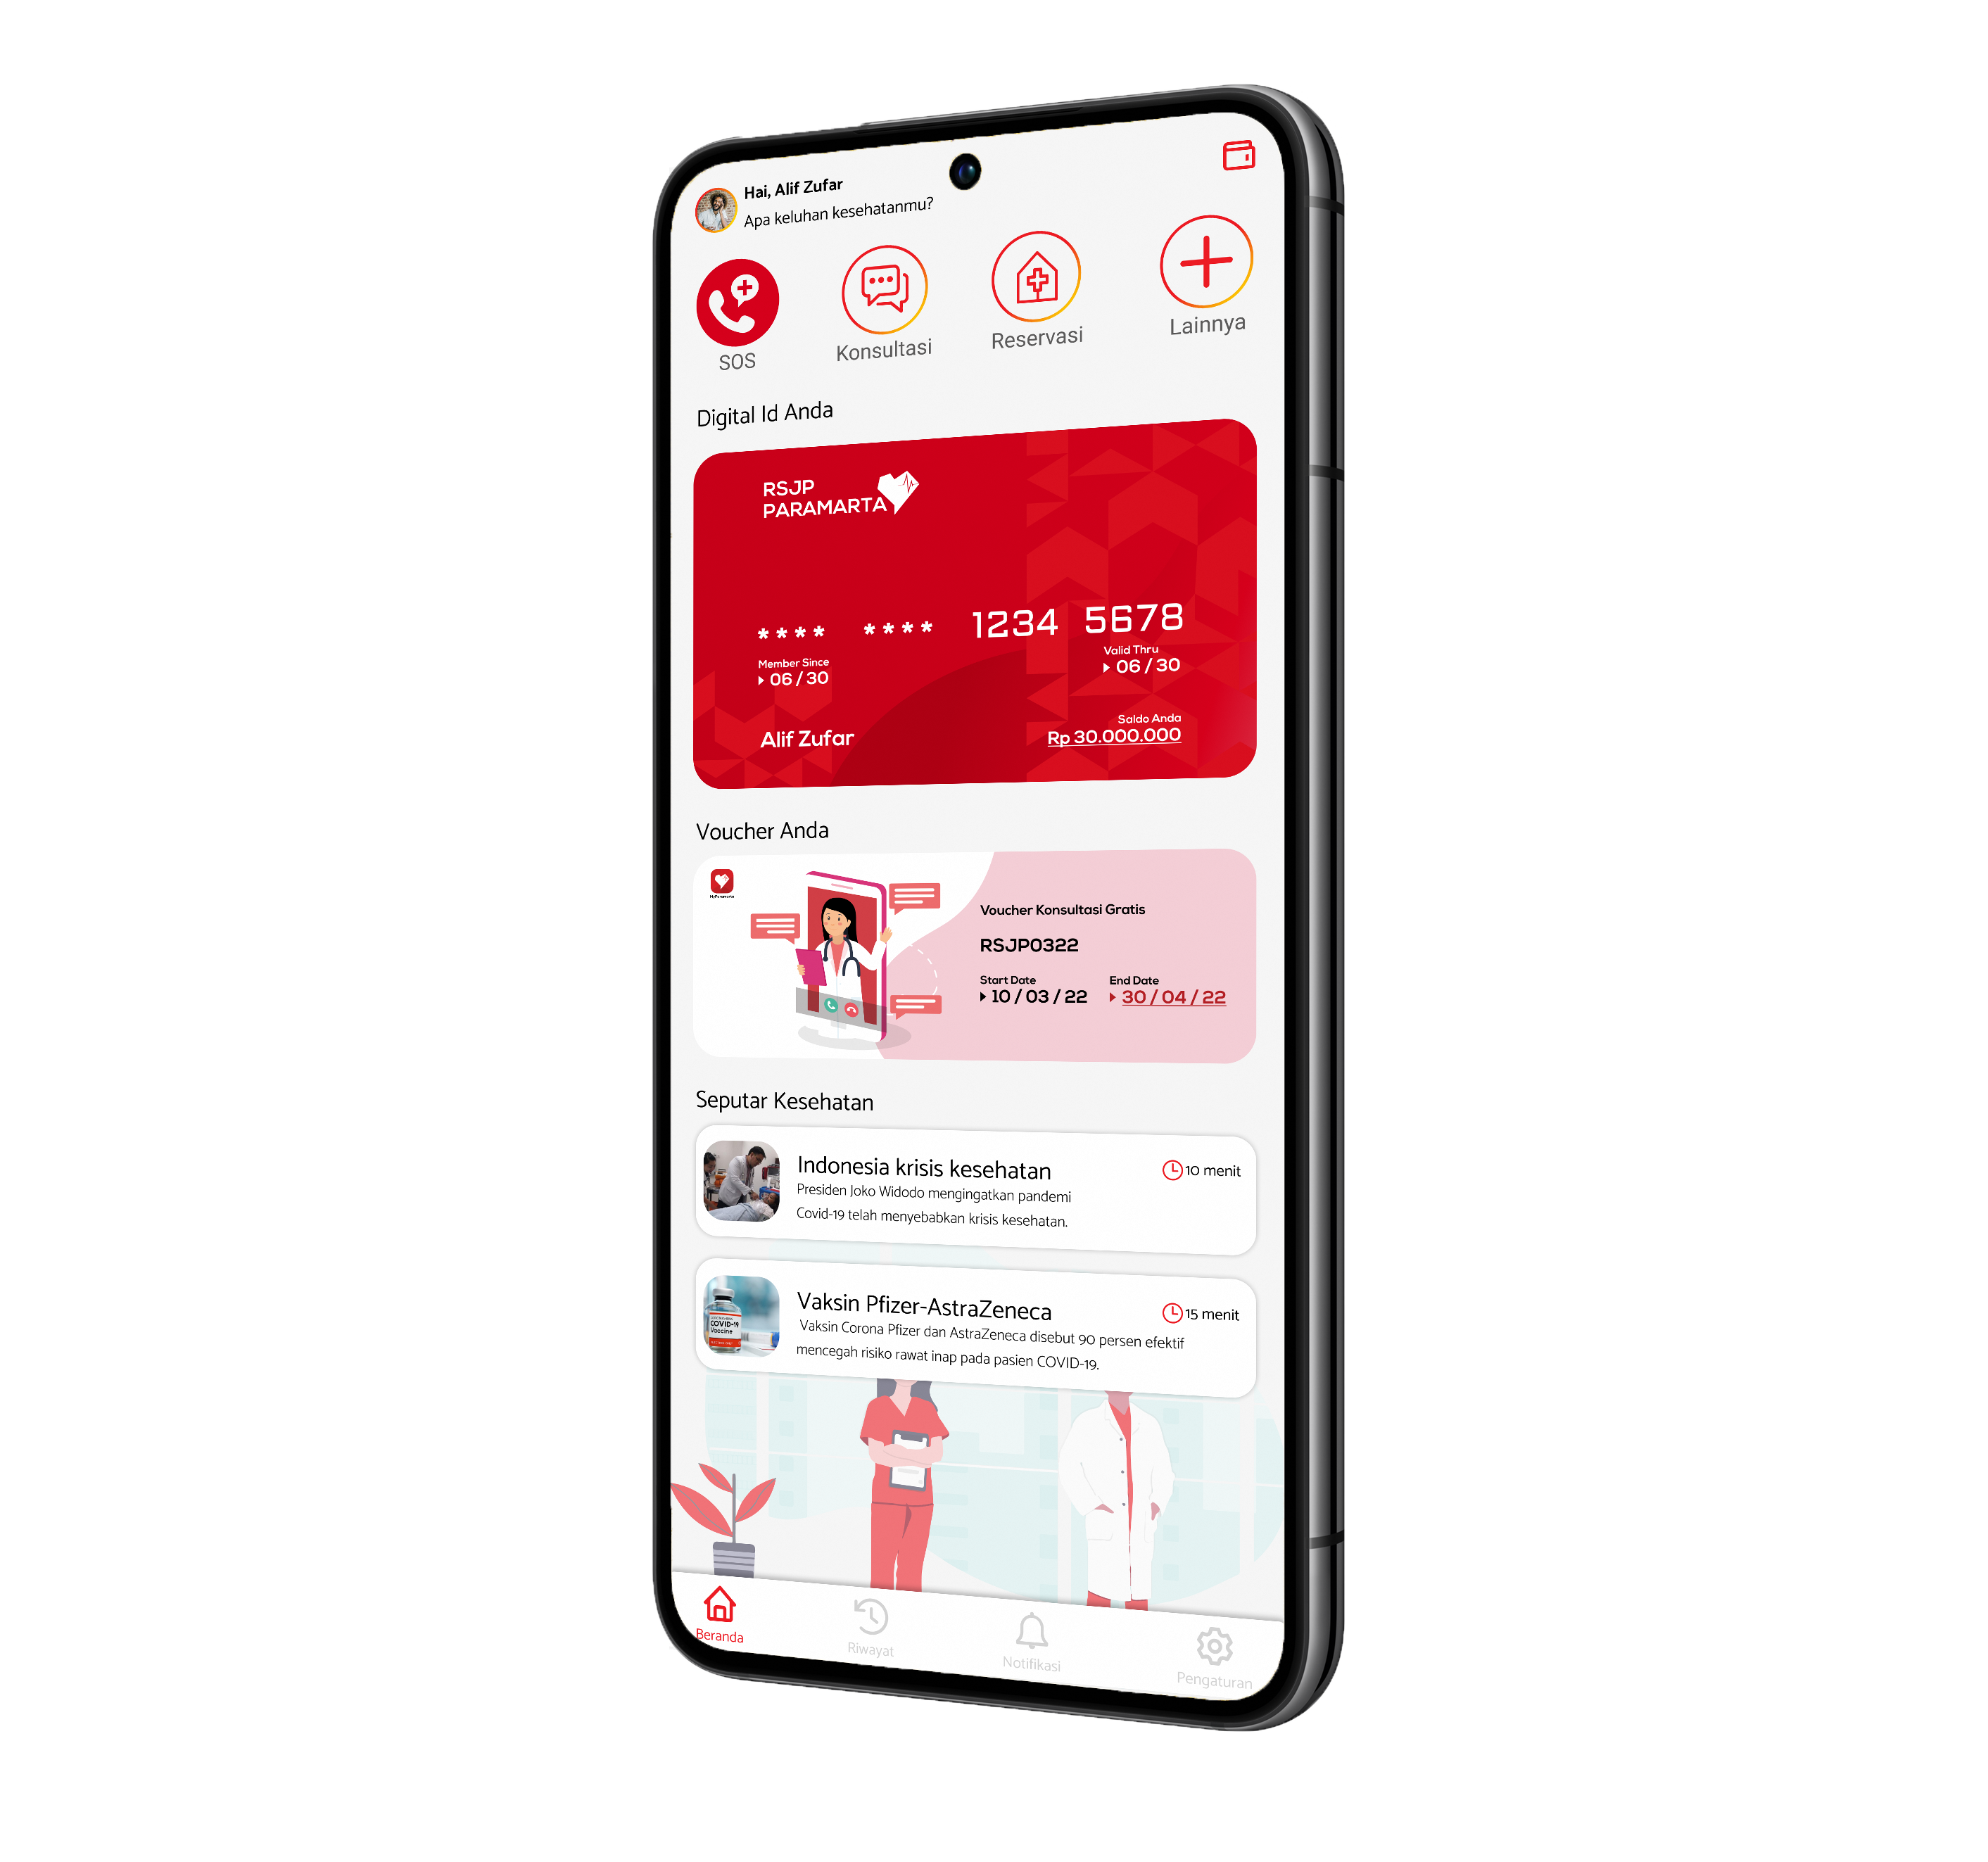 Hai, Alif Zufar
Apa keluhan kesehatanmu?
SOS
Konsultasi
Reservasi
Lainnya
Digital Id Anda
RSJP
PARAMARTA
**** **** 1234 5678
Member Since
06 / 30
Valid Thru
06 / 30
Alif Zufar
Saldo Anda
Rp 30.000.000
Voucher Anda
Voucher Konsultasi Gratis
RSJP0322
Start Date
10 / 03 / 22
End Date
30 / 04 / 22
Seputar Kesehatan
Indonesia krisis kesehatan
10 menit
Presiden Joko Widodo mengingatkan pandemi
Covid-19 telah menyebabkan krisis kesehatan.
COVID-19
Vaccine
Vaksin Pfizer-AstraZeneca
15 menit
Vaksin Corona Pfizer dan AstraZeneca disebut 90 persen efektif
mencegah risiko rawat inap pada pasien COVID-19.
Beranda
Riwayat
Notifikasi
Pengaturan